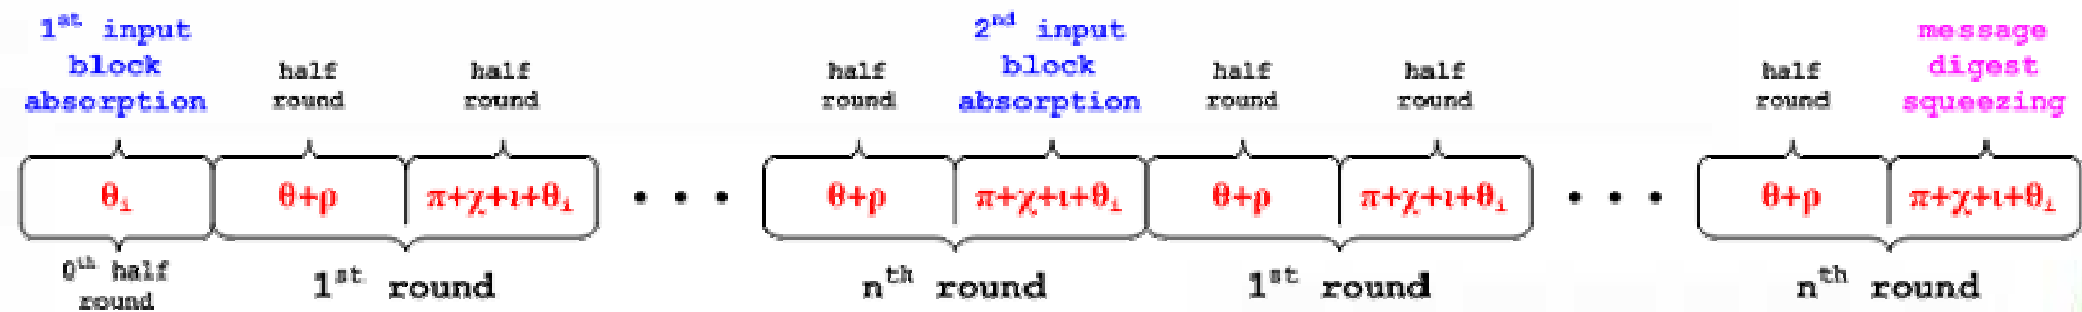 1st input block absorption
half round
half round
half round
2nd input block absorption
half round
half round
half round
message digest squeezing
θi
θ+ρ
π+χ+ι+θi
• • •
θ+ρ
π+χ+ι+θi
θ+ρ
π+χ+ι+θi
• • •
θ+ρ
π+χ+ι+θi
0th half round
1st round
nth round
1st round
nth round